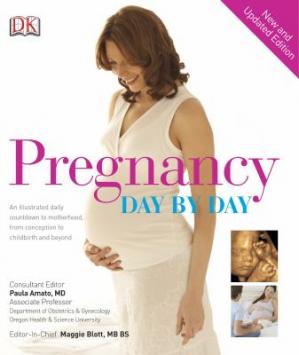 DK
New and
Updated Edition
Pregnancy
DAY BY DAY
An illustrated daily
countdown to motherhood,
from conception to
childbirth and beyond
Consultant Editor
Paula Amato, MD
Associate Professor
Department of Obstetrics & Gynecology
Oregon Health & Science University
Editor-In-Chief Maggie Blott, MB BS